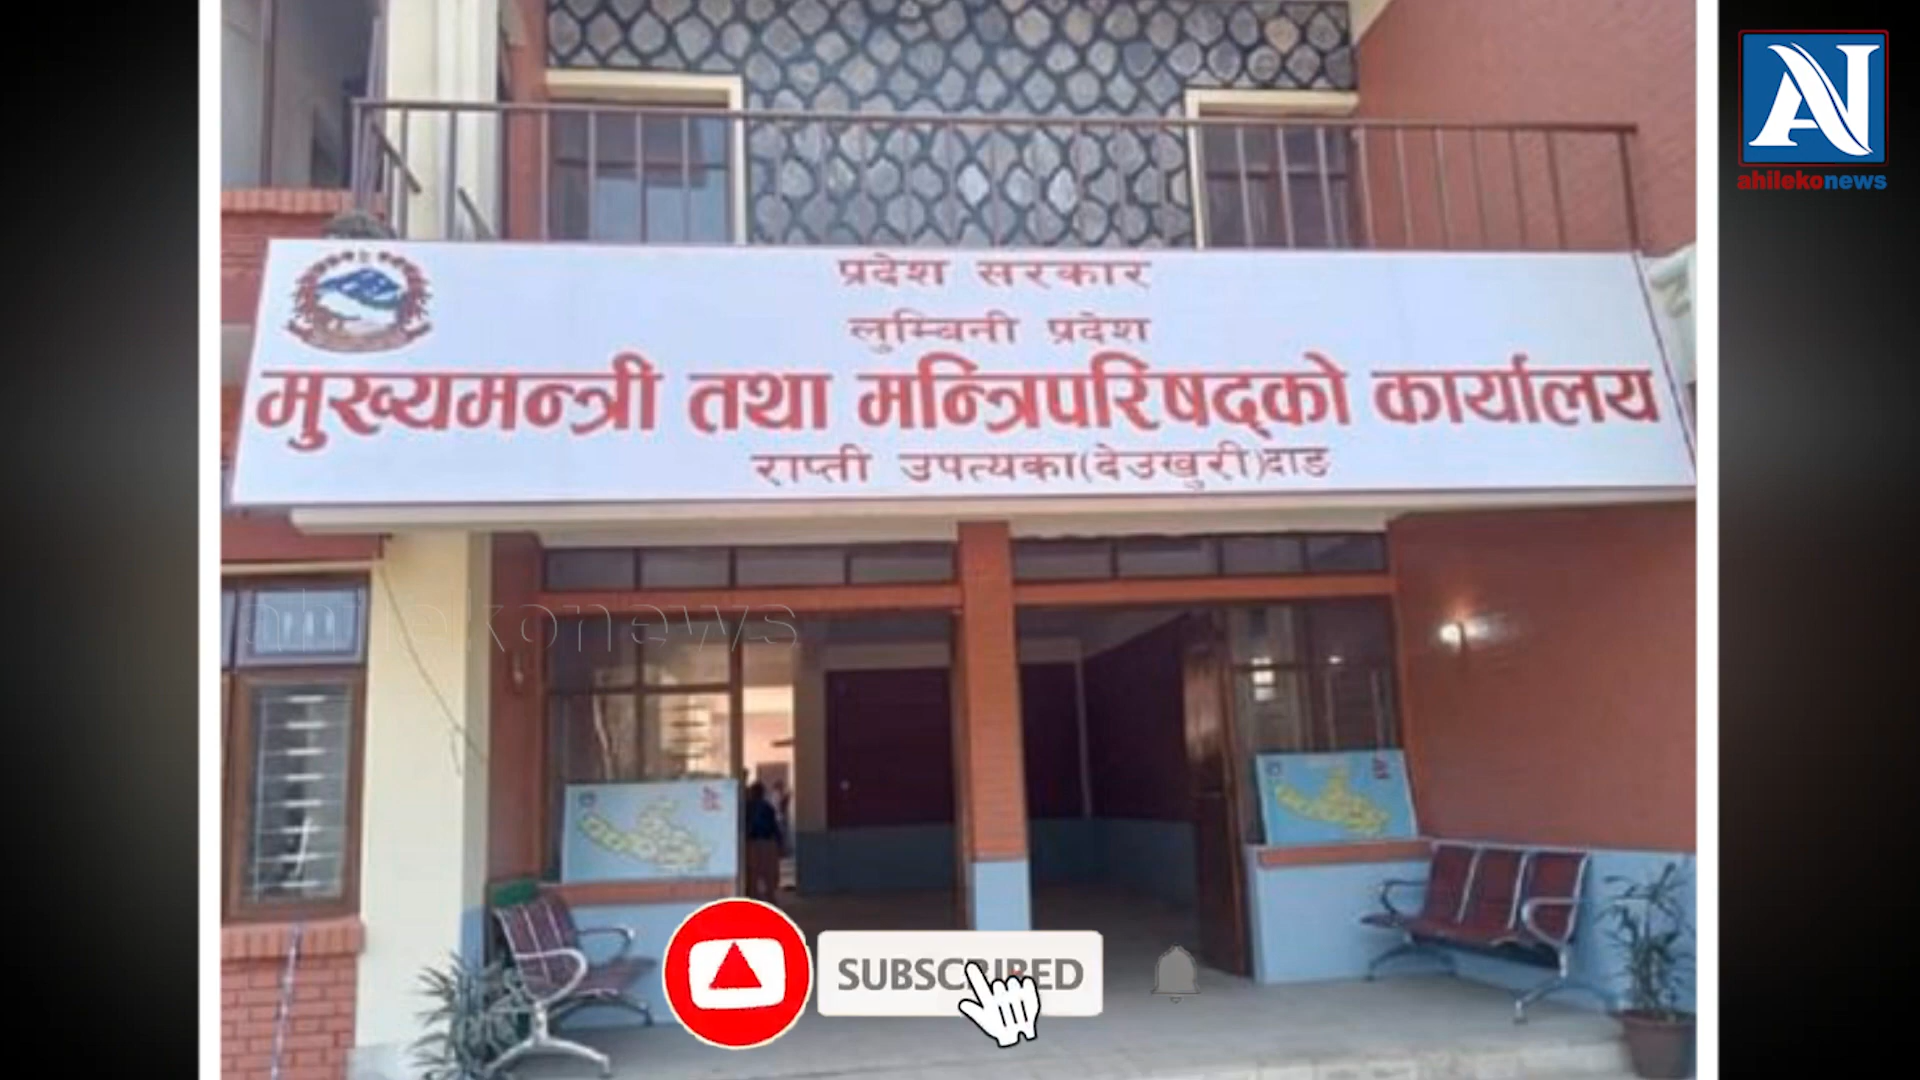 AN
ahilekonews
प्रदेश सरकार
लुम्बिनी प्रदेश
मुख्यमन्त्री तथा मन्त्रिपरिषद्को कार्यालय
राप्ती उपत्यका(देउखुरी)दाङ
ahilekonews
SUBSCRIBED